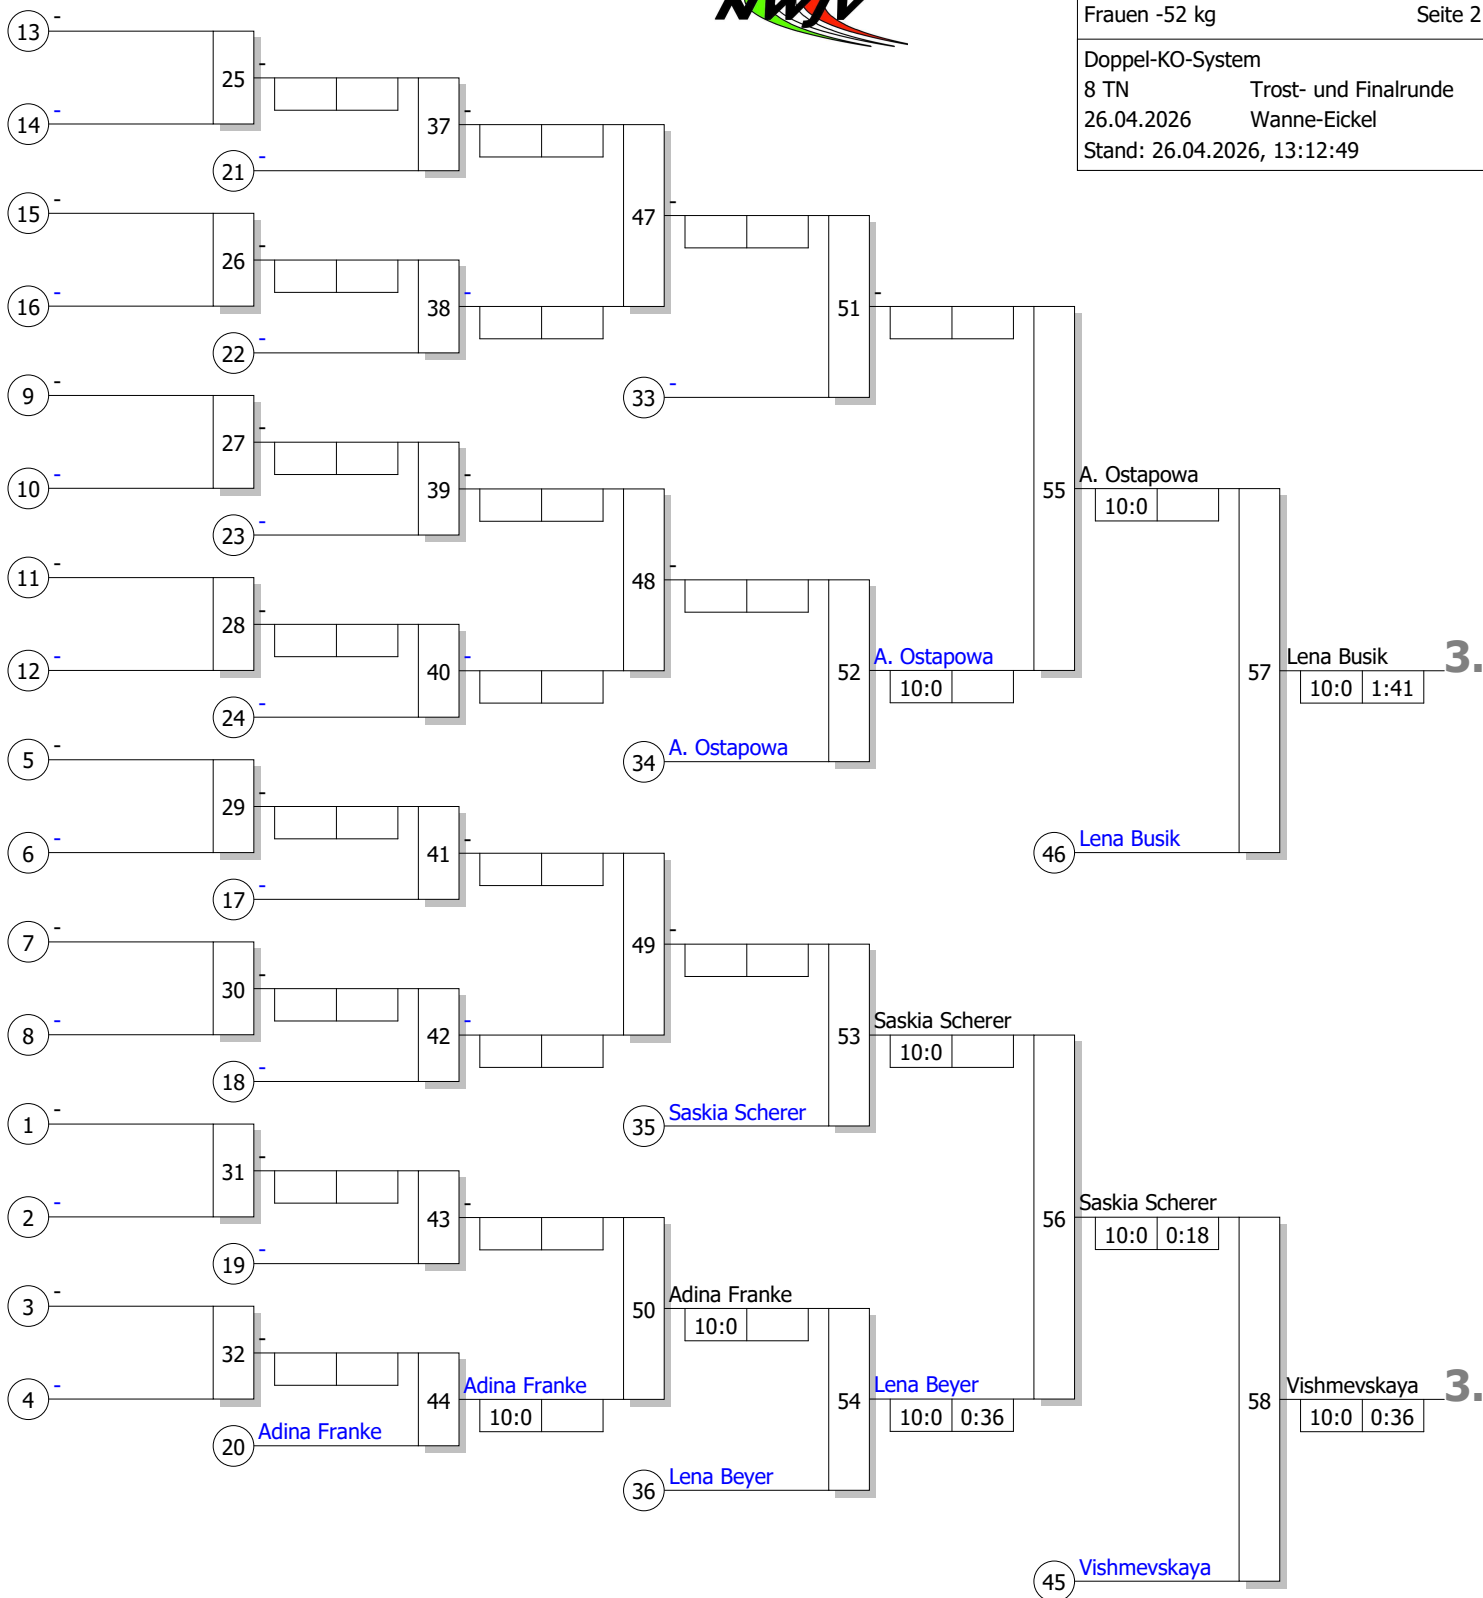 NWJV
Frauen -52 kg Seite 2
Doppel-KO-System
8 TN Trost- und Finalrunde
26.04.2026 Wanne-Eickel
Stand: 26.04.2026, 13:12:49
13 -
25 -
14 -
37 -
21 -
15 -
47 -
26 -
16 -
38 -
51 -
22 -
9 -
33 -
27 -
10 -
39 -
55 A. Ostapowa
10:0
23 -
11 -
48 -
28 -
12 -
40 -
52 A. Ostapowa
10:0
57 Lena Busik 3.
10:0 1:41
24 -
5 -
34 A. Ostapowa
29 -
6 -
41 -
46 Lena Busik
17 -
7 -
49 -
30 -
8 -
42 -
53 Saskia Scherer
10:0
18 -
1 -
35 Saskia Scherer
31 -
2 -
43 -
56 Saskia Scherer
10:0 0:18
19 -
3 -
50 Adina Franke
10:0
32 -
4 -
44 Adina Franke
10:0
54 Lena Beyer
10:0 0:36
58 Vishmevskaya 3.
10:0 0:36
20 Adina Franke
36 Lena Beyer
45 Vishmevskaya